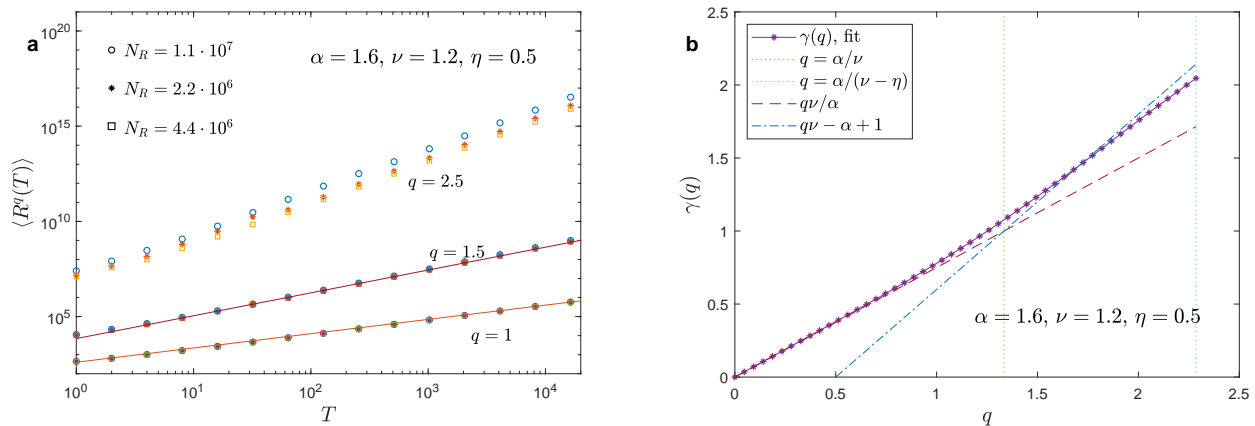 a
10^20
10^15
10^10
10^5
⟨R^q(T)⟩
N_R = 1.1 · 10^7
N_R = 2.2 · 10^6
N_R = 4.4 · 10^6
α = 1.6, ν = 1.2, η = 0.5
q = 2.5
q = 1.5
q = 1
10^0 10^1 10^2 10^3 10^4
T
b
2.5
2
1.5
1
0.5
0
γ(q)
γ(q), fit
q = α/ν
q = α/(ν − η)
qν/α
qν − α + 1
α = 1.6, ν = 1.2, η = 0.5
0 0.5 1 1.5 2 2.5
q